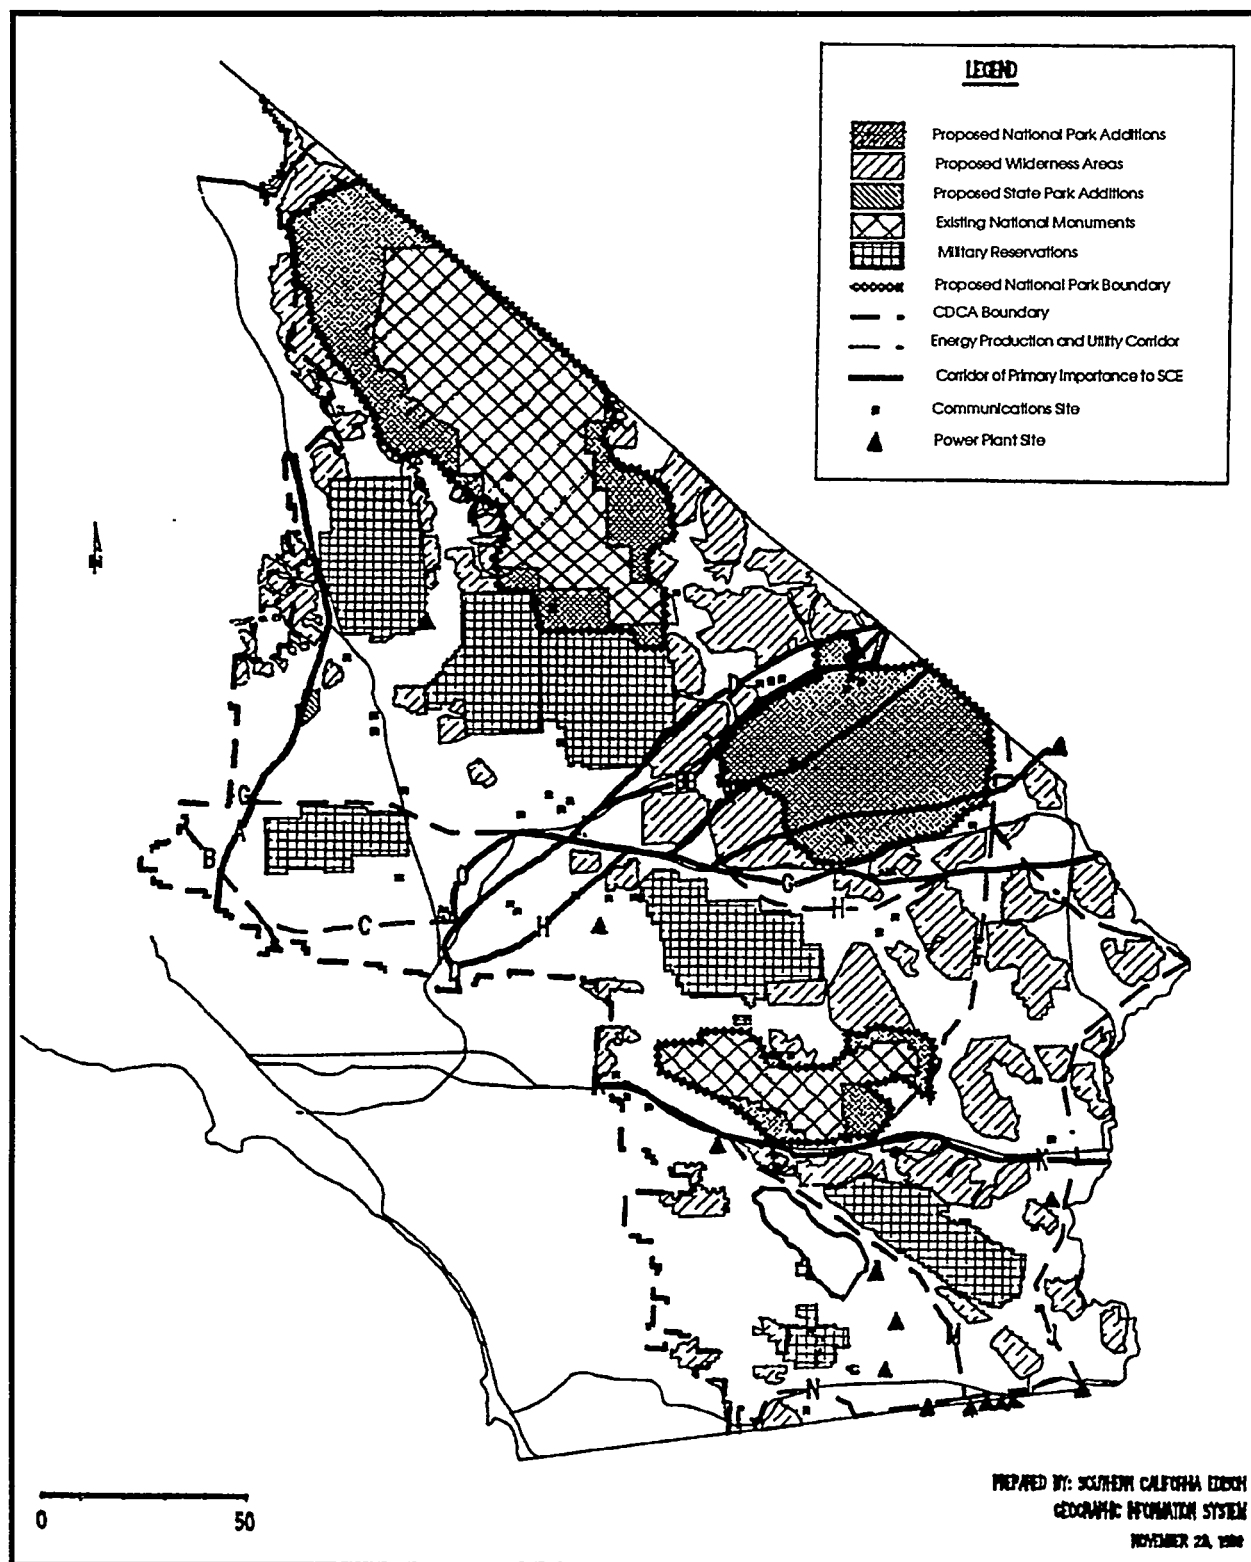 LEGEND
Proposed National Park Additions
Proposed Wilderness Areas
Proposed State Park Additions
Existing National Monuments
Military Reservations
Proposed National Park Boundary
CDCA Boundary
Energy Production and Utility Corridor
Corridor of Primary Importance to SCE
Communications Site
Power Plant Site
D
G
A
B
D
C
H
G
H
K
M
J
N
0 50
PREPARED BY: SOUTHERN CALIFORNIA EDISON
GEOGRAPHIC INFORMATION SYSTEM
NOVEMBER 23,